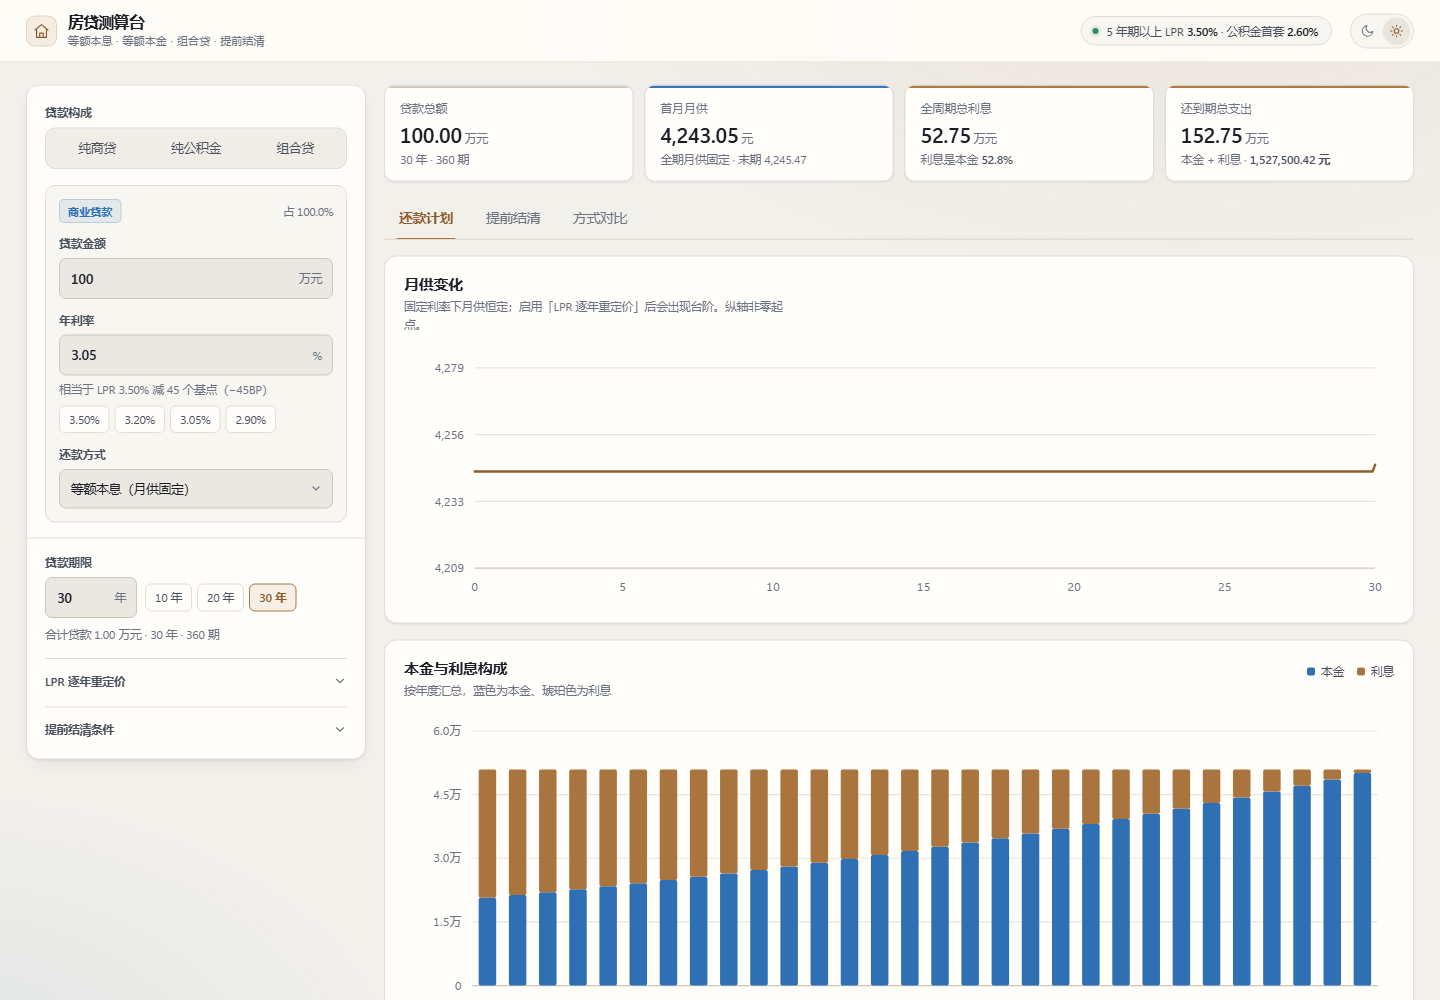 房贷测算台
等额本息 · 等额本金 · 组合贷 · 提前结清
5 年期以上 LPR 3.50% · 公积金首套 2.60%
贷款构成
纯商贷 纯公积金 组合贷
商业贷款 占 100.0%
贷款金额
100 万元
年利率
3.05 %
相当于 LPR 3.50% 减 45 个基点（−45BP）
3.50% 3.20% 3.05% 2.90%
还款方式
等额本息（月供固定）
贷款期限
30 年 10 年 20 年 30 年
合计贷款 1.00 万元 · 30 年 · 360 期
LPR 逐年重定价
提前结清条件
贷款总额
100.00 万元
30 年 · 360 期
首月月供
4,243.05 元
全期月供固定 · 末期 4,245.47
全周期总利息
52.75 万元
利息是本金 52.8%
还到期总支出
152.75 万元
本金 + 利息 · 1,527,500.42 元
还款计划 提前结清 方式对比
月供变化
固定利率下月供恒定；启用「LPR 逐年重定价」后会出现台阶。纵轴非零起
点。
4,279
4,256
4,233
4,209
0 5 10 15 20 25 30
本金与利息构成
按年度汇总，蓝色为本金、琥珀色为利息
本金 利息
6.0万
4.5万
3.0万
1.5万
0